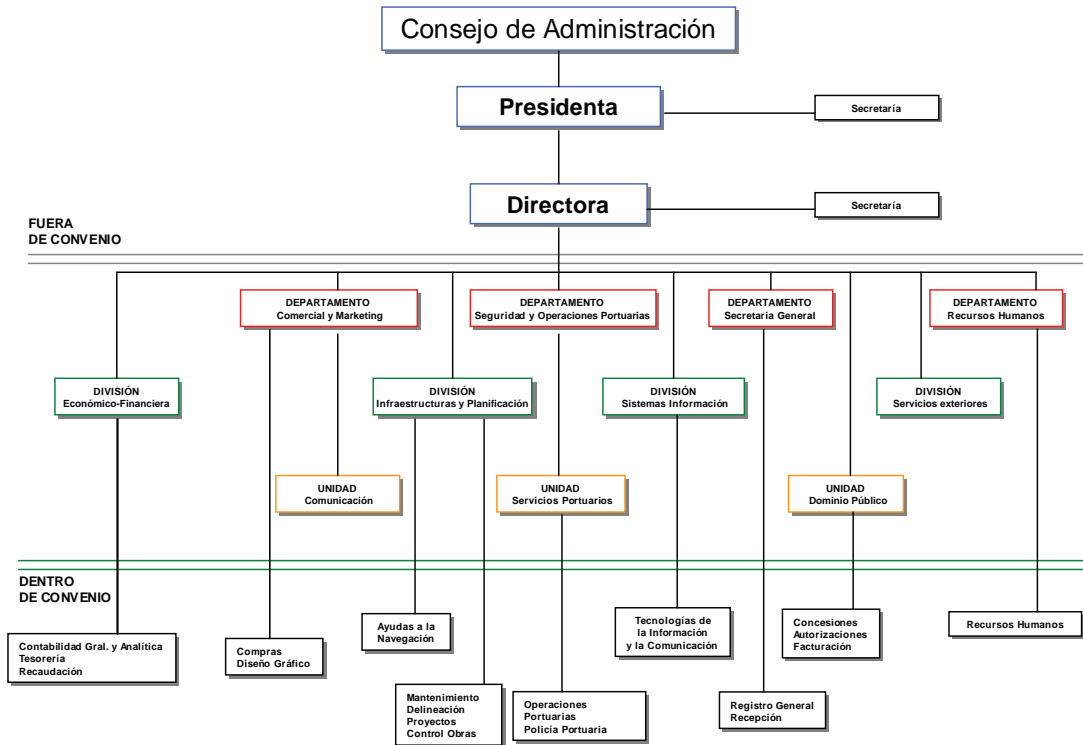 Consejo de Administración
Presidenta
Secretaría
Directora
Secretaría
FUERA
DE CONVENIO
DEPARTAMENTO
Comercial y Marketing
DEPARTAMENTO
Seguridad y Operaciones Portuarias
DEPARTAMENTO
Secretaria General
DEPARTAMENTO
Recursos Humanos
DIVISIÓN
Económico-Financiera
DIVISIÓN
Infraestructuras y Planificación
DIVISIÓN
Sistemas Información
DIVISIÓN
Servicios exteriores
UNIDAD
Comunicación
UNIDAD
Servicios Portuarios
UNIDAD
Dominio Público
DENTRO
DE CONVENIO
Contabilidad Gral. y Analítica
Tesorería
Recaudación
Compras
Diseño Gráfico
Ayudas a la
Navegación
Mantenimiento
Delineación
Proyectos
Control Obras
Operaciones
Portuarias
Policía Portuaria
Tecnologías de
la Información
y la Comunicación
Registro General
Recepción
Concesiones
Autorizaciones
Facturación
Recursos Humanos